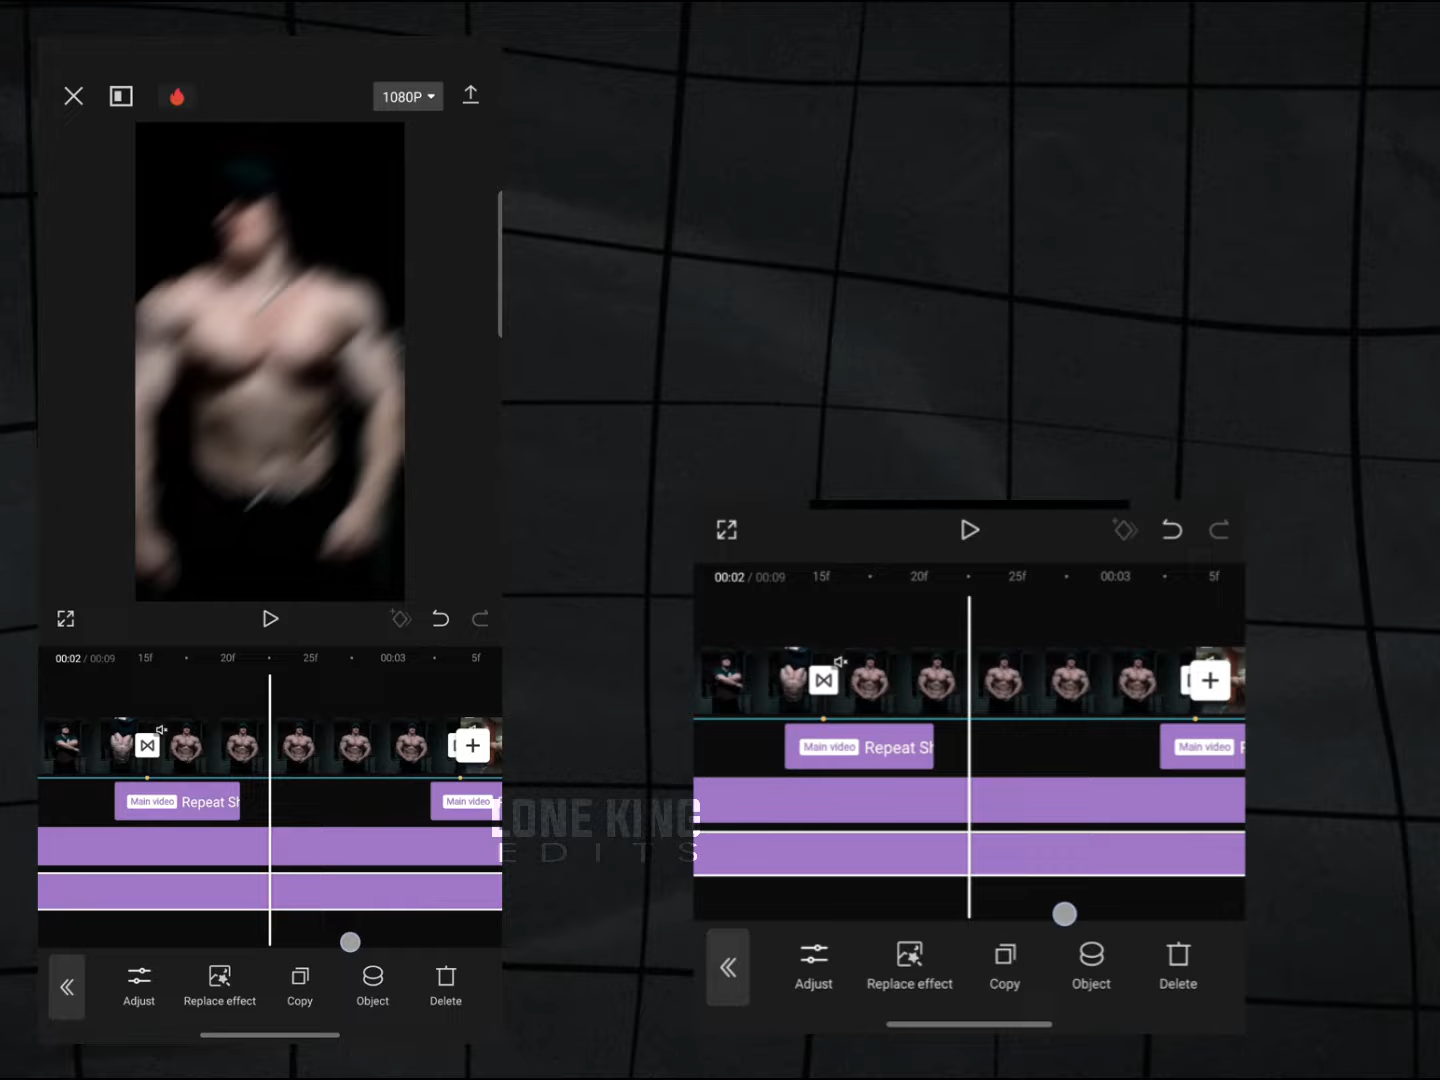 1080P
00:02 / 00:09 15f 20f 25f 00:03 5f
Main video Repeat Sh
Main video
Adjust Replace effect Copy Object Delete
LONE KING
EDITS
00:02 / 00:09 15f 20f 25f 00:03 5f
Main video Repeat Sh
Main video
Adjust Replace effect Copy Object Delete